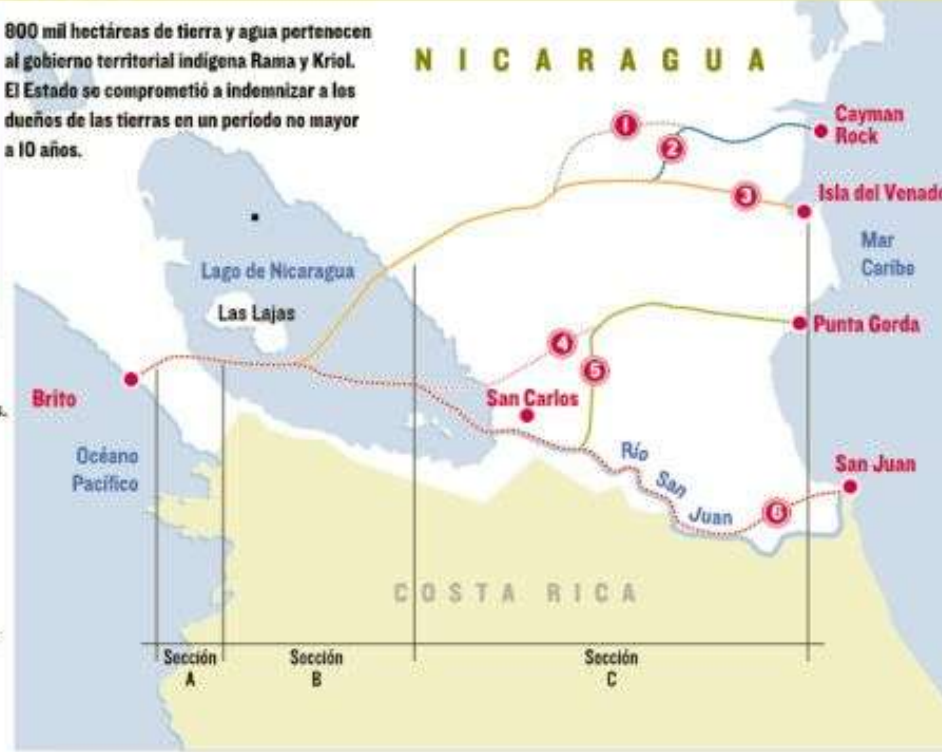 800 mil hectáreas de tierra y agua pertenecen
al gobierno territorial indígena Rama y Kriol.
El Estado se comprometió a indemnizar a los
dueños de las tierras en un período no mayor
a 10 años.
NICARAGUA
1
2
Cayman
Rock
3
Isla del Venado
Mar
Caribe
Lago de Nicaragua
Las Lajas
Punta Gorda
4
5
Brito
San Carlos
Océano
Pacífico
Río
San
Juan
San Juan
6
COSTA RICA
Sección
A
Sección
B
Sección
C